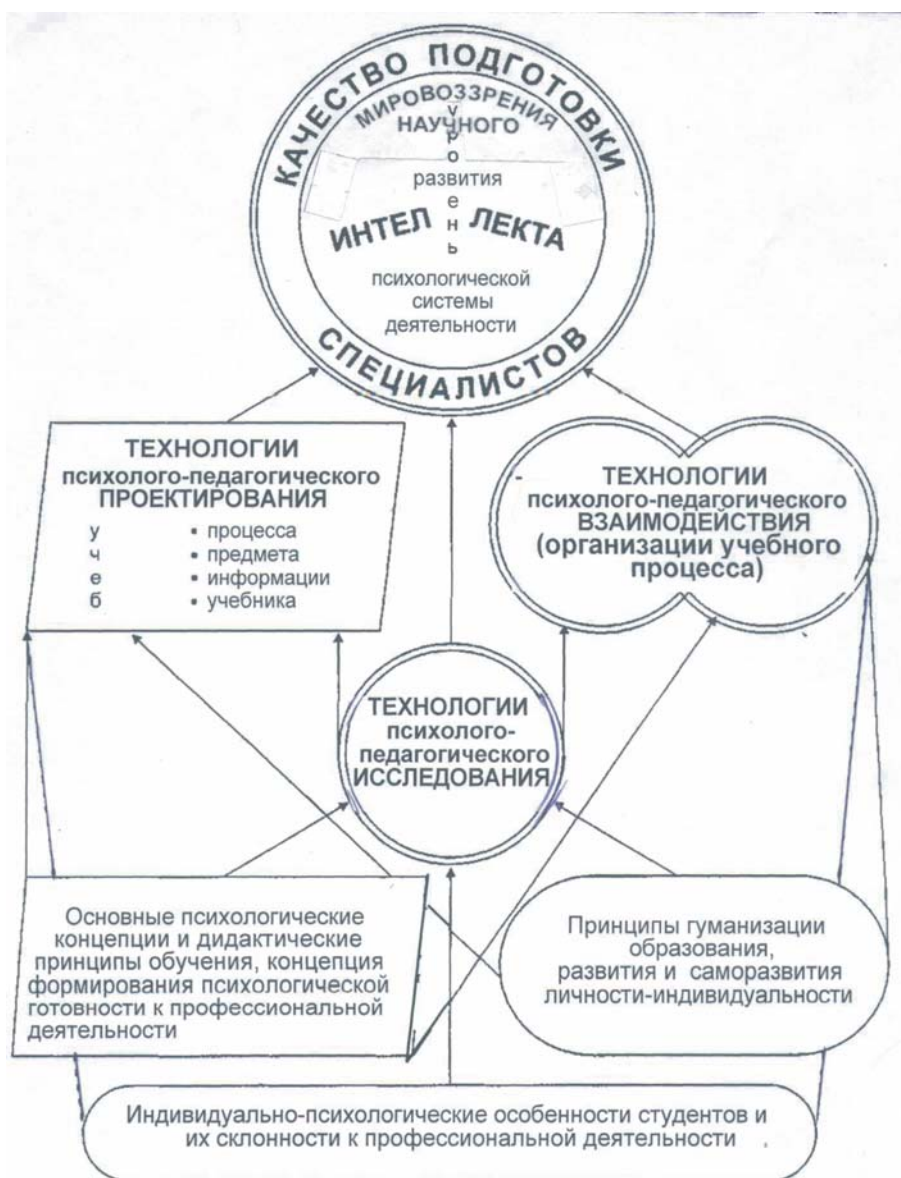 КАЧЕСТВО ПОДГОТОВКИ
МИРОВОЗЗРЕНИЯ
НАУЧНОГО
уровень
развития
ИНТЕЛ ЛЕКТА
психологической
системы
деятельности
СПЕЦИАЛИСТОВ
ТЕХНОЛОГИИ
психолого-педагогического
ПРОЕКТИРОВАНИЯ
у • процесса
ч • предмета
е • информации
б • учебника
ТЕХНОЛОГИИ
психолого-педагогического
ВЗАИМОДЕЙСТВИЯ
(организации учебного
процесса)
ТЕХНОЛОГИИ
психолого-
педагогического
ИССЛЕДОВАНИЯ
Основные психологические
концепции и дидактические
принципы обучения, концепция
формирования психологической
готовности к профессиональной
деятельности
Принципы гуманизации
образования,
развития и саморазвития
личности-индивидуальности
Индивидуально-психологические особенности студентов и
их склонности к профессиональной деятельности